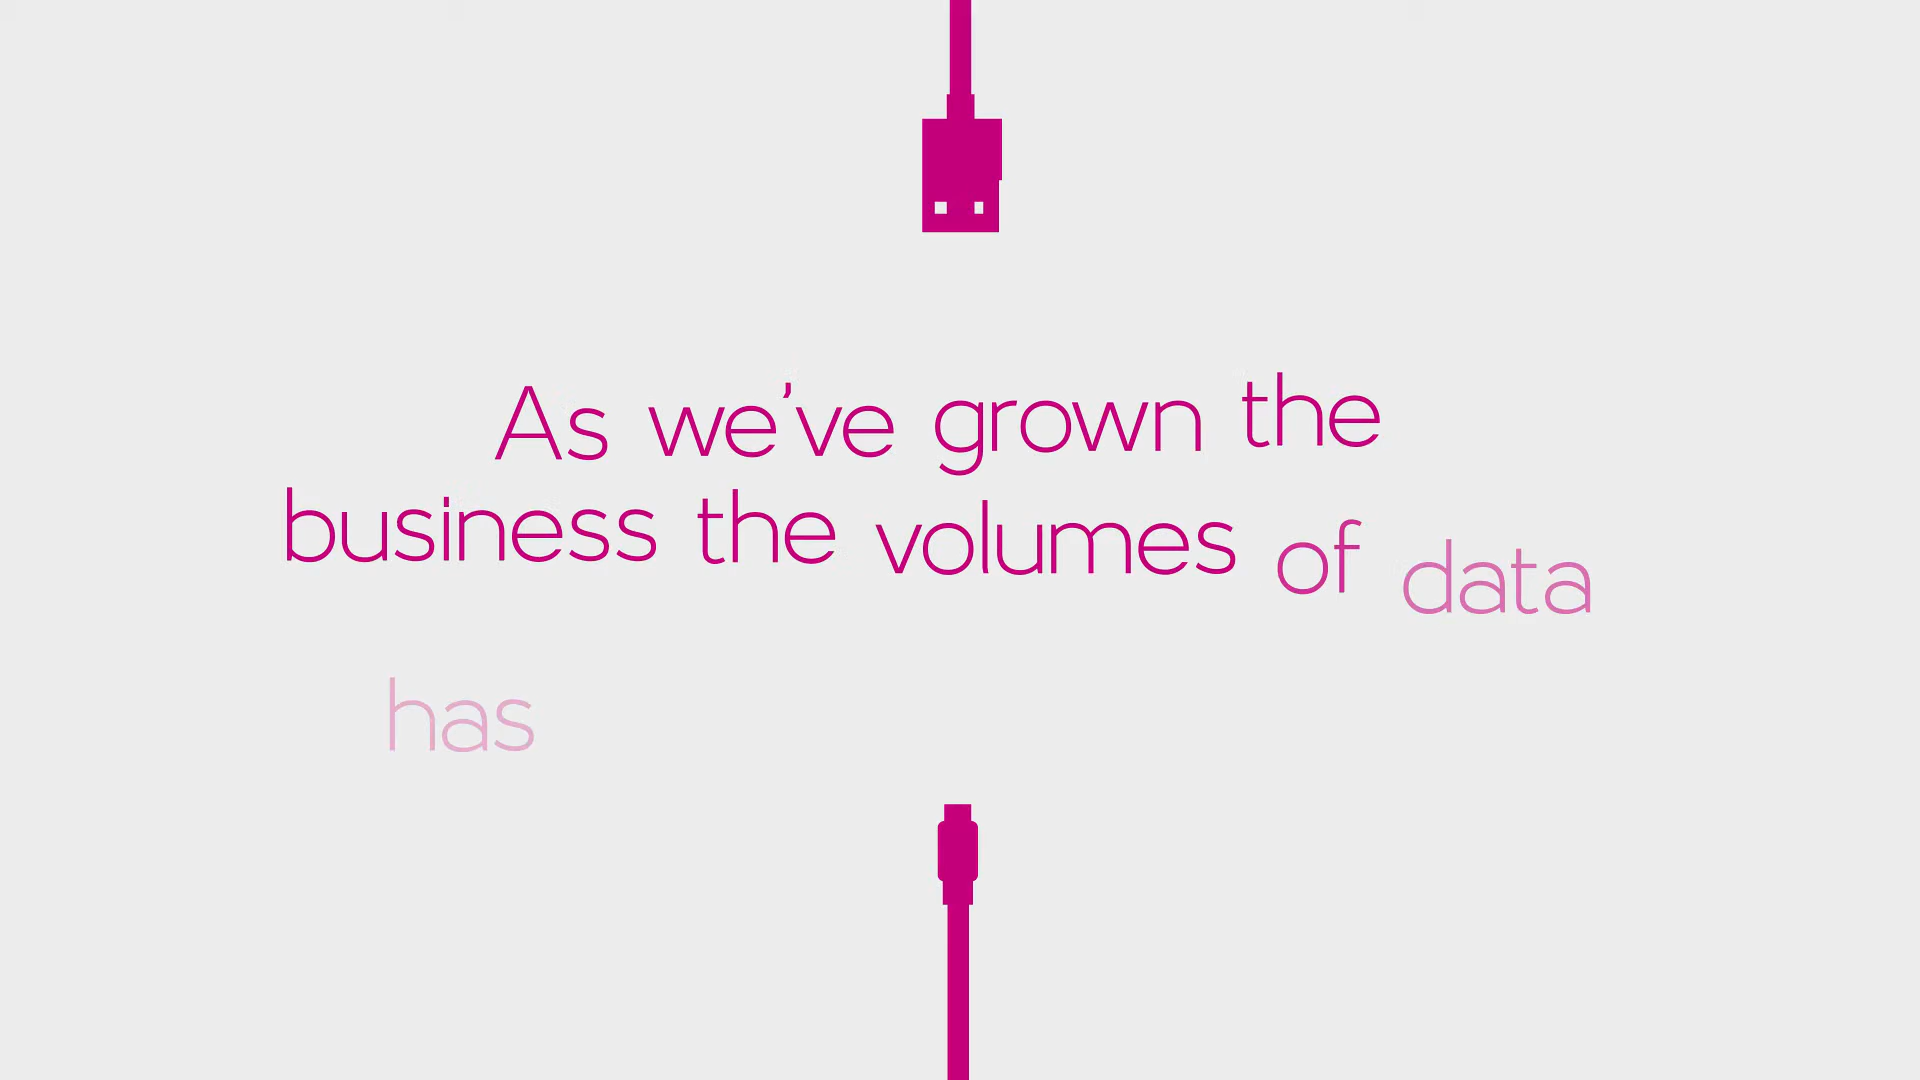 As we’ve grown the
business the volumes of data
has